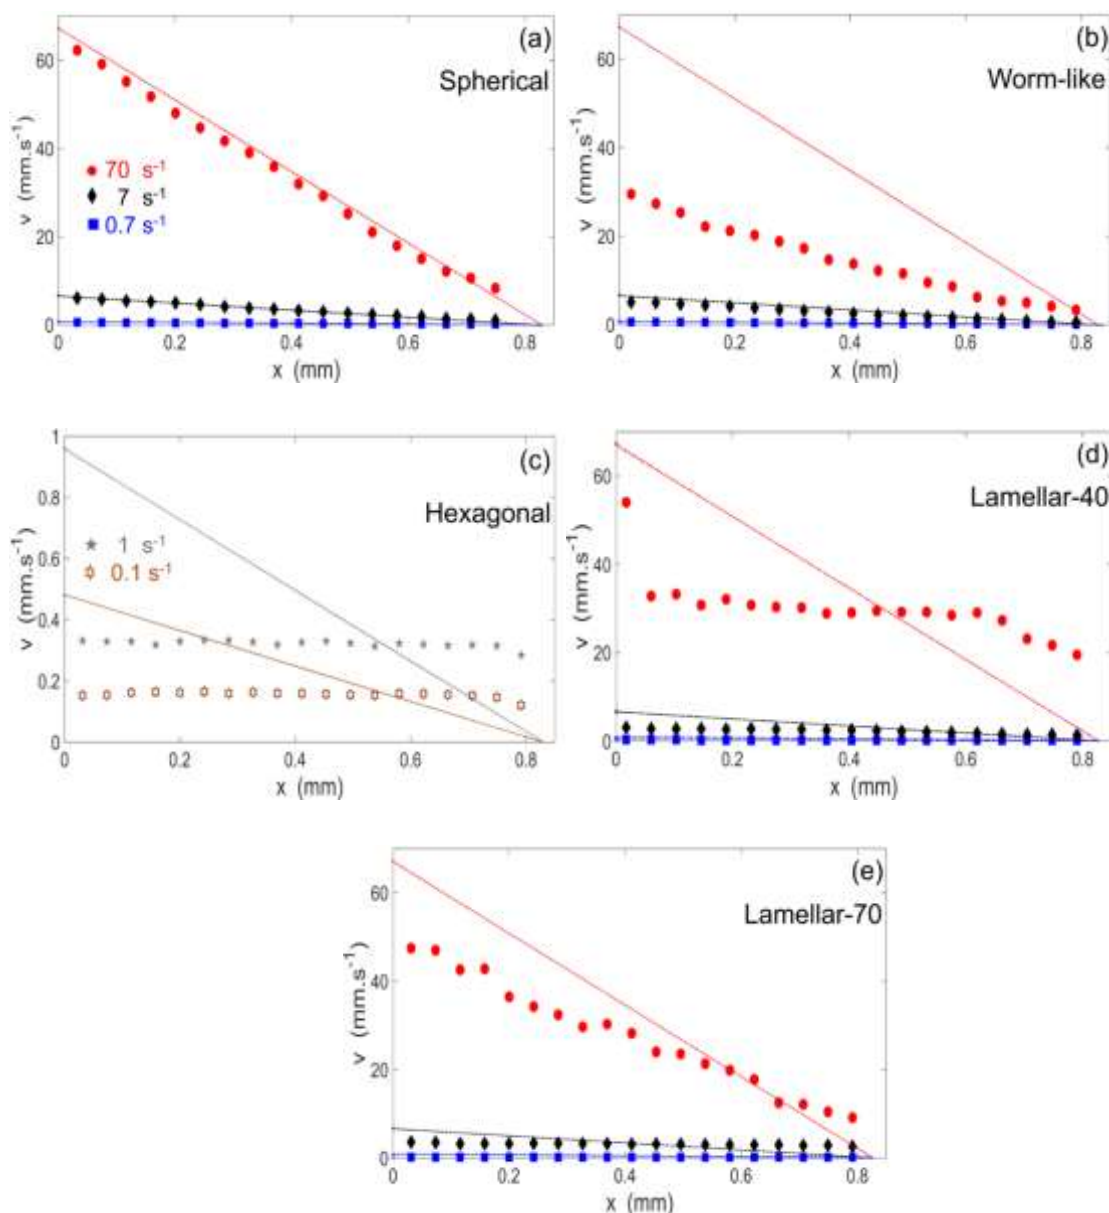 (a)
Spherical
70 s-1
7 s-1
0.7 s-1
60
40
20
0
v (mm.s-1)
0 0.2 0.4 0.6 0.8
x (mm)
(b)
Worm-like
60
40
20
0
v (mm.s-1)
0 0.2 0.4 0.6 0.8
x (mm)
(c)
Hexagonal
1 s-1
0.1 s-1
1
0.8
0.6
0.4
0.2
0
v (mm.s-1)
0 0.2 0.4 0.6 0.8
x (mm)
(d)
Lamellar-40
60
40
20
0
v (mm.s-1)
0 0.2 0.4 0.6 0.8
x (mm)
(e)
Lamellar-70
60
40
20
0
v (mm.s-1)
0 0.2 0.4 0.6 0.8
x (mm)